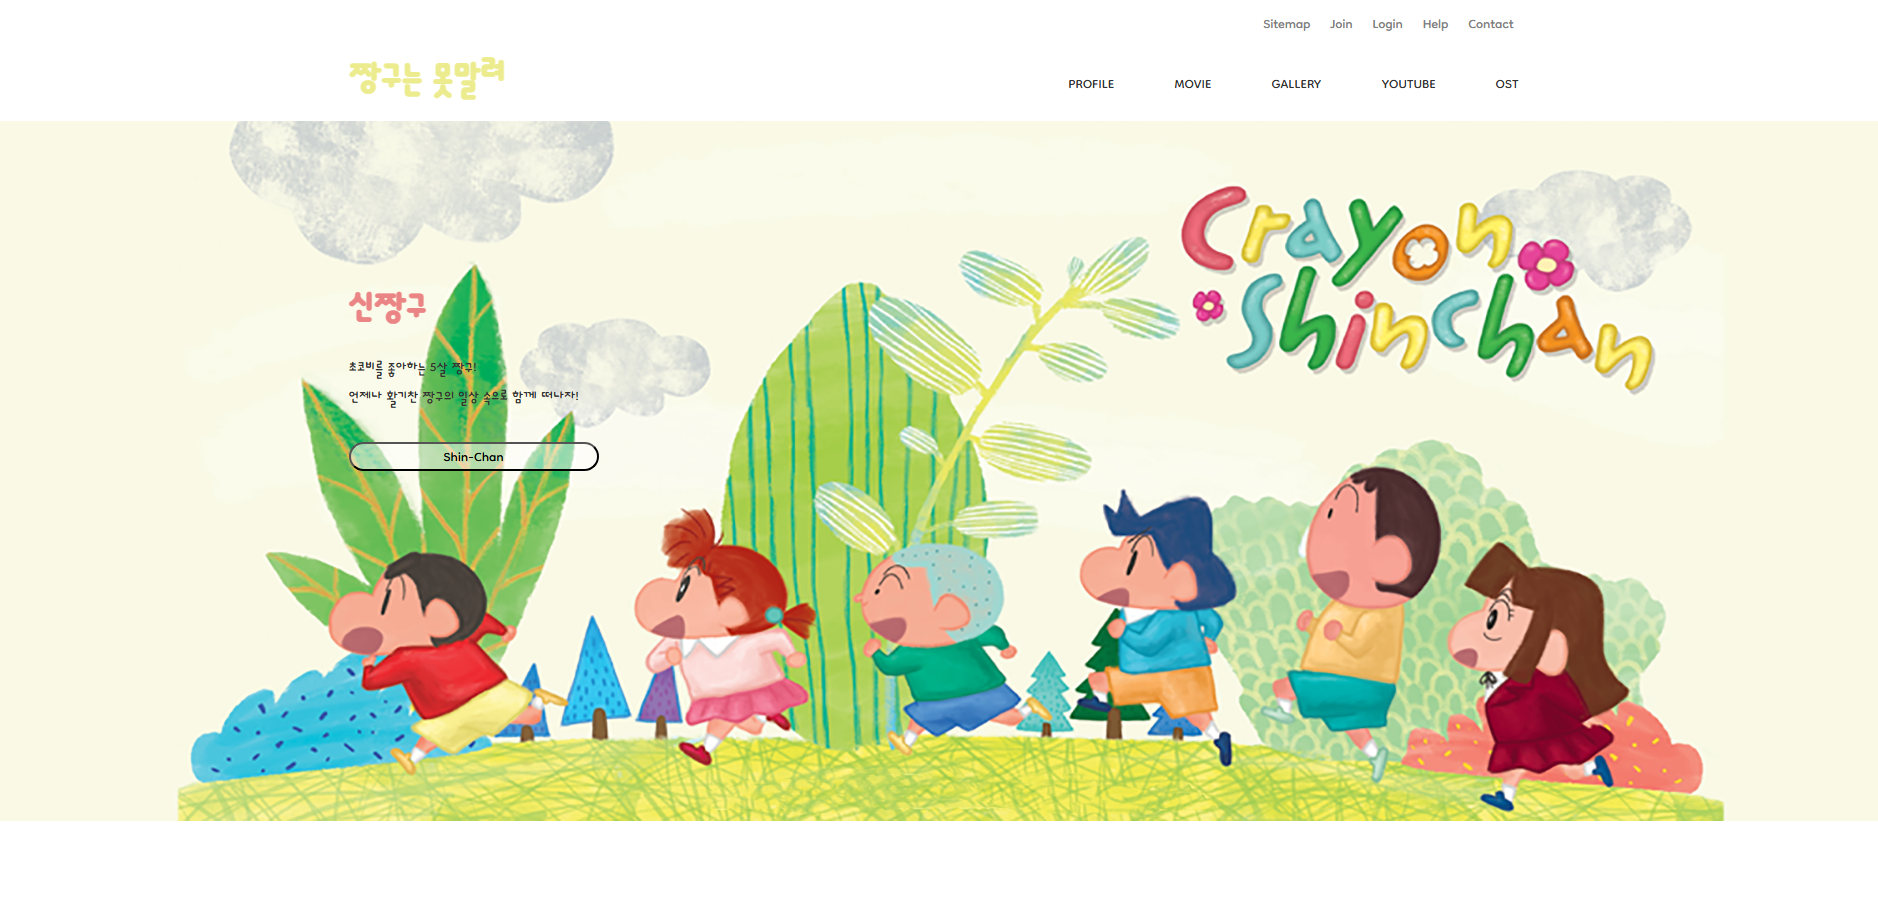 Sitemap Join Login Help Contact
짱구는 못말려
PROFILE MOVIE GALLERY YOUTUBE OST
Crayon
Shinchan
신짱구
초코비를 좋아하는 5살 짱구!
언제나 활기찬 짱구의 일상 속으로 함께 떠나자!
Shin-Chan